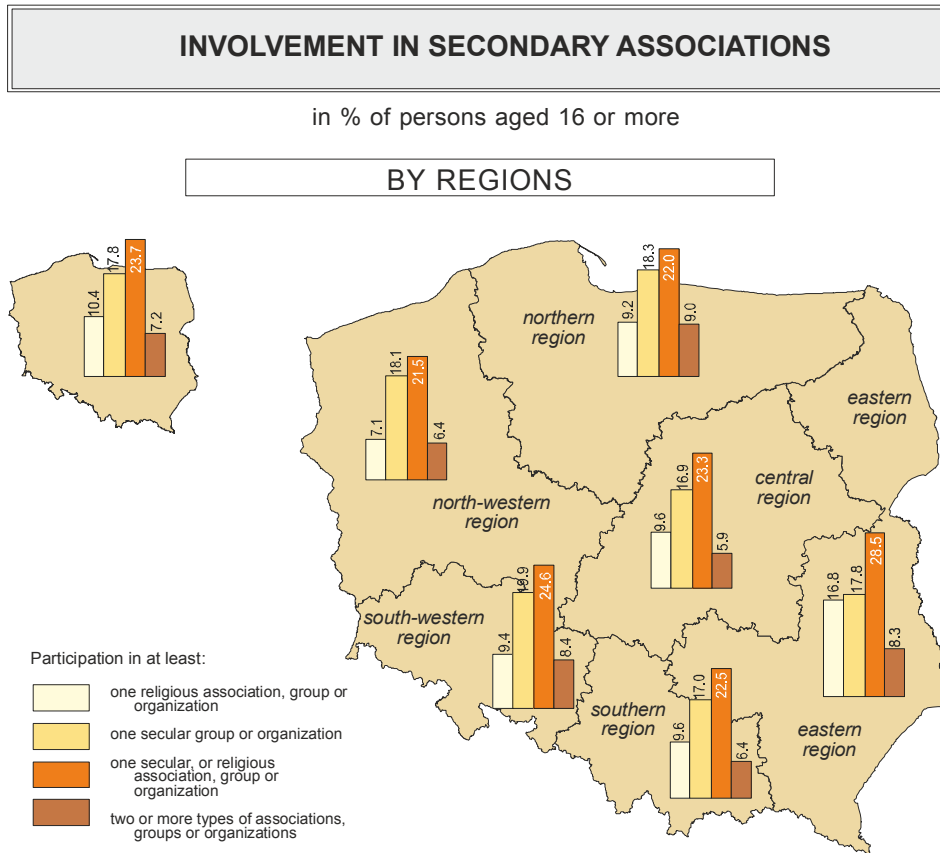 INVOLVEMENT IN SECONDARY ASSOCIATIONS
in % of persons aged 16 or more
BY REGIONS
10.4
17.8
23.7
7.2
northern
region
9.2
18.3
22.0
9.0
eastern
region
north-western
region
7.1
18.1
21.5
6.4
central
region
9.6
16.9
23.3
5.9
south-western
region
9.4
19.9
24.6
8.4
southern
region
9.6
17.0
22.5
6.4
eastern
region
16.8
17.8
28.5
8.3
Participation in at least:
one religious association, group or
organization
one secular group or organization
one secular, or religious
association, group or
organization
two or more types of associations,
groups or organizations